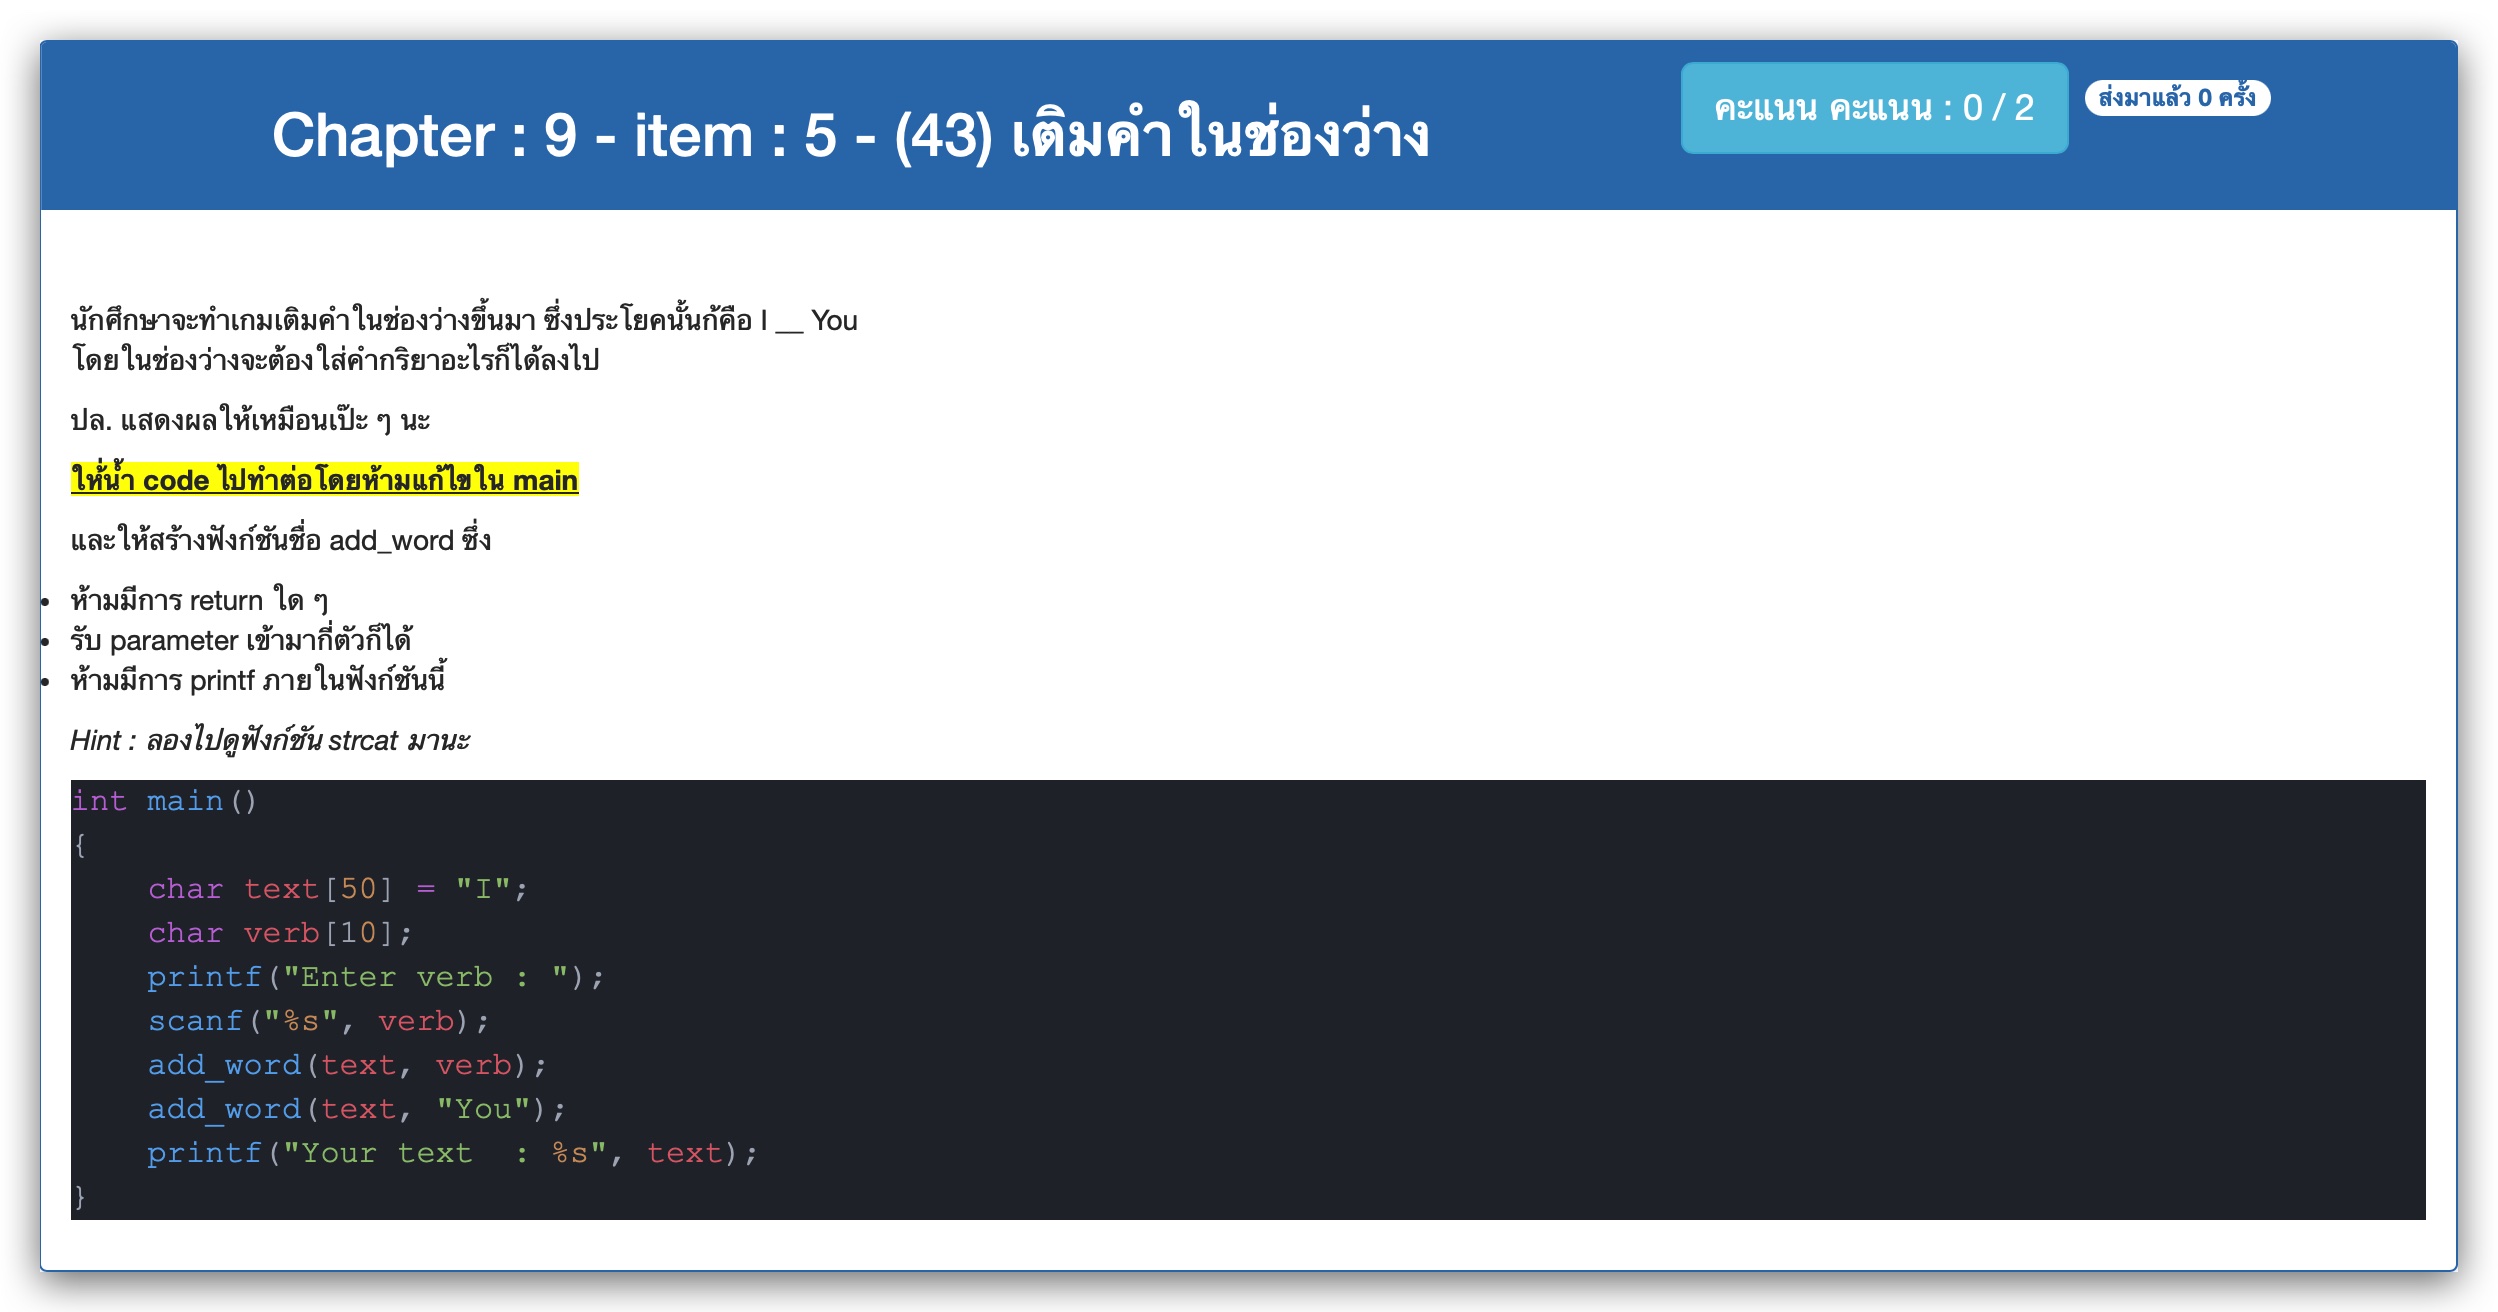 Chapter : 9 - item : 5 - (43) เติมคำในช่องว่าง
คะแนน คะแนน : 0 / 2
ส่งมาแล้ว 0 ครั้ง
นักศึกษาจะทำเกมเติมคำในช่องว่างขึ้นมา ซึ่งประโยคนั้นก้คือ I __ You
โดยในช่องว่างจะต้องใส่คำกริยาอะไรก็ได้ลงไป
ปล. แสดงผลให้เหมือนเป๊ะ ๆ นะ
ให้่น้ำ code ไปทำต่อโดยห้ามแก้ไขใน main
และให้สร้างฟังก์ชันชื่อ add_word ซึ่ง
• ห้ามมีการ return ใด ๆ
• รับ parameter เข้ามากี่ตัวก็ได้
• ห้ามมีการ printf ภายในฟังก์ชันนี้
Hint : ลองไปดูฟังก์ชัน strcat มานะ
int main()
{
    char text[50] = "I";
    char verb[10];
    printf("Enter verb : ");
    scanf("%s", verb);
    add_word(text, verb);
    add_word(text, "You");
    printf("Your text  : %s", text);
}